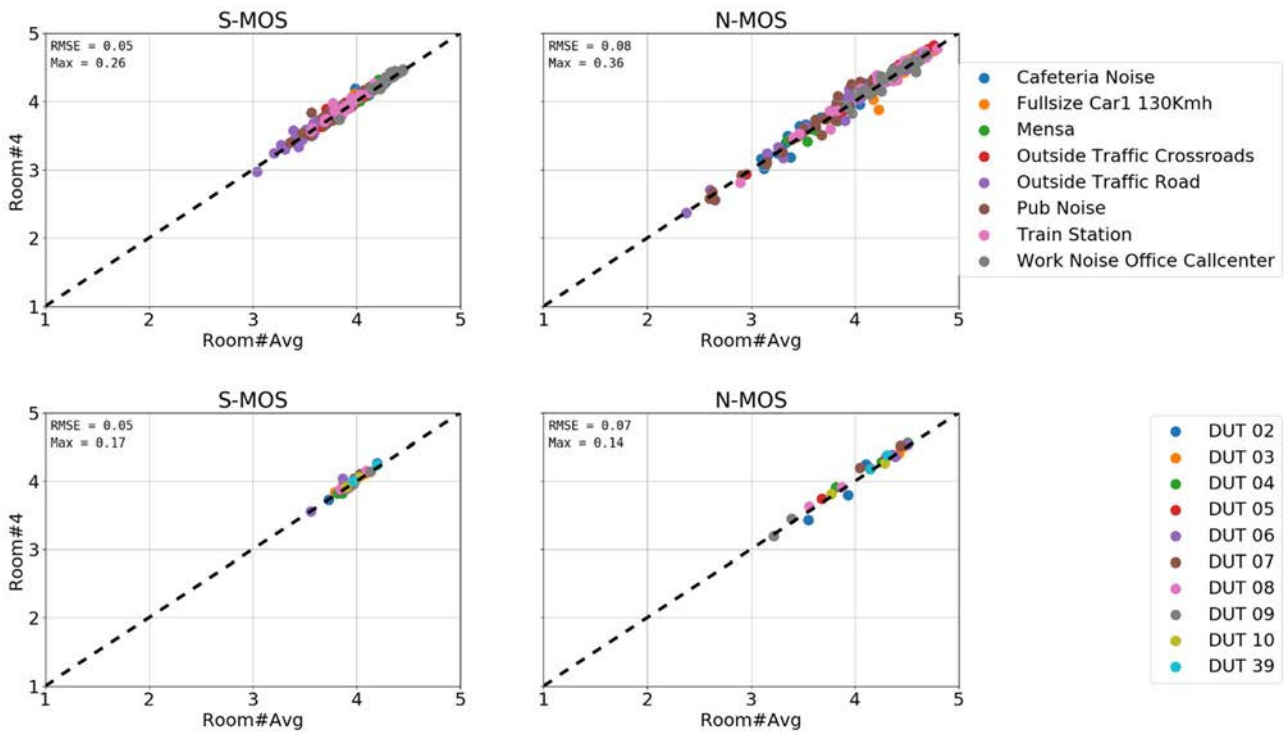 S-MOS
N-MOS
RMSE = 0.05
Max = 0.26
RMSE = 0.08
Max = 0.36
5
4
3
2
1
Room#4
1 2 3 4 5
Room#Avg
1 2 3 4 5
Room#Avg
Cafeteria Noise
Fullsize Car1 130Kmh
Mensa
Outside Traffic Crossroads
Outside Traffic Road
Pub Noise
Train Station
Work Noise Office Callcenter
S-MOS
N-MOS
RMSE = 0.05
Max = 0.17
RMSE = 0.07
Max = 0.14
5
4
3
2
1
Room#4
1 2 3 4 5
Room#Avg
1 2 3 4 5
Room#Avg
DUT 02
DUT 03
DUT 04
DUT 05
DUT 06
DUT 07
DUT 08
DUT 09
DUT 10
DUT 39